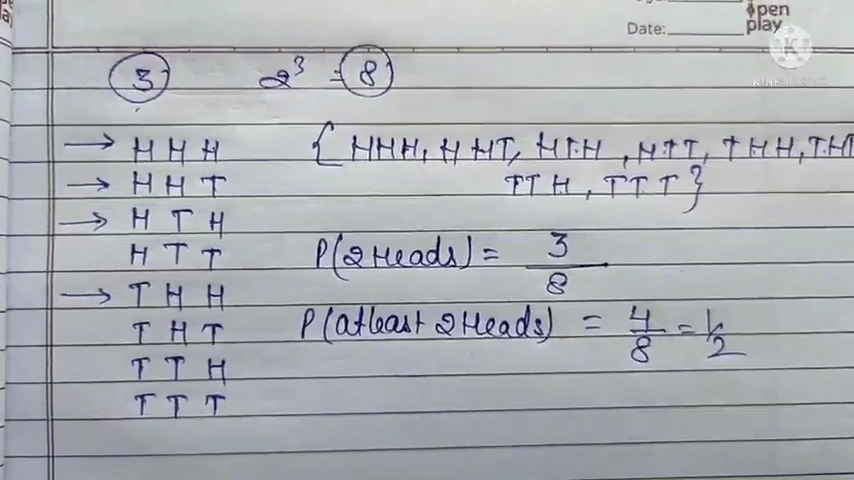 open
play
Date:
3 2³ = 8
→ H H H { HHH, HHT, HTH, HTT, THH, THT
→ H H T TTH, TTT }
→ H T H
H T T P(2 Heads) = 3/8
→ T H H
T H T P(atleast 2 Heads) = 4/8 = 1/2
T T H
T T T